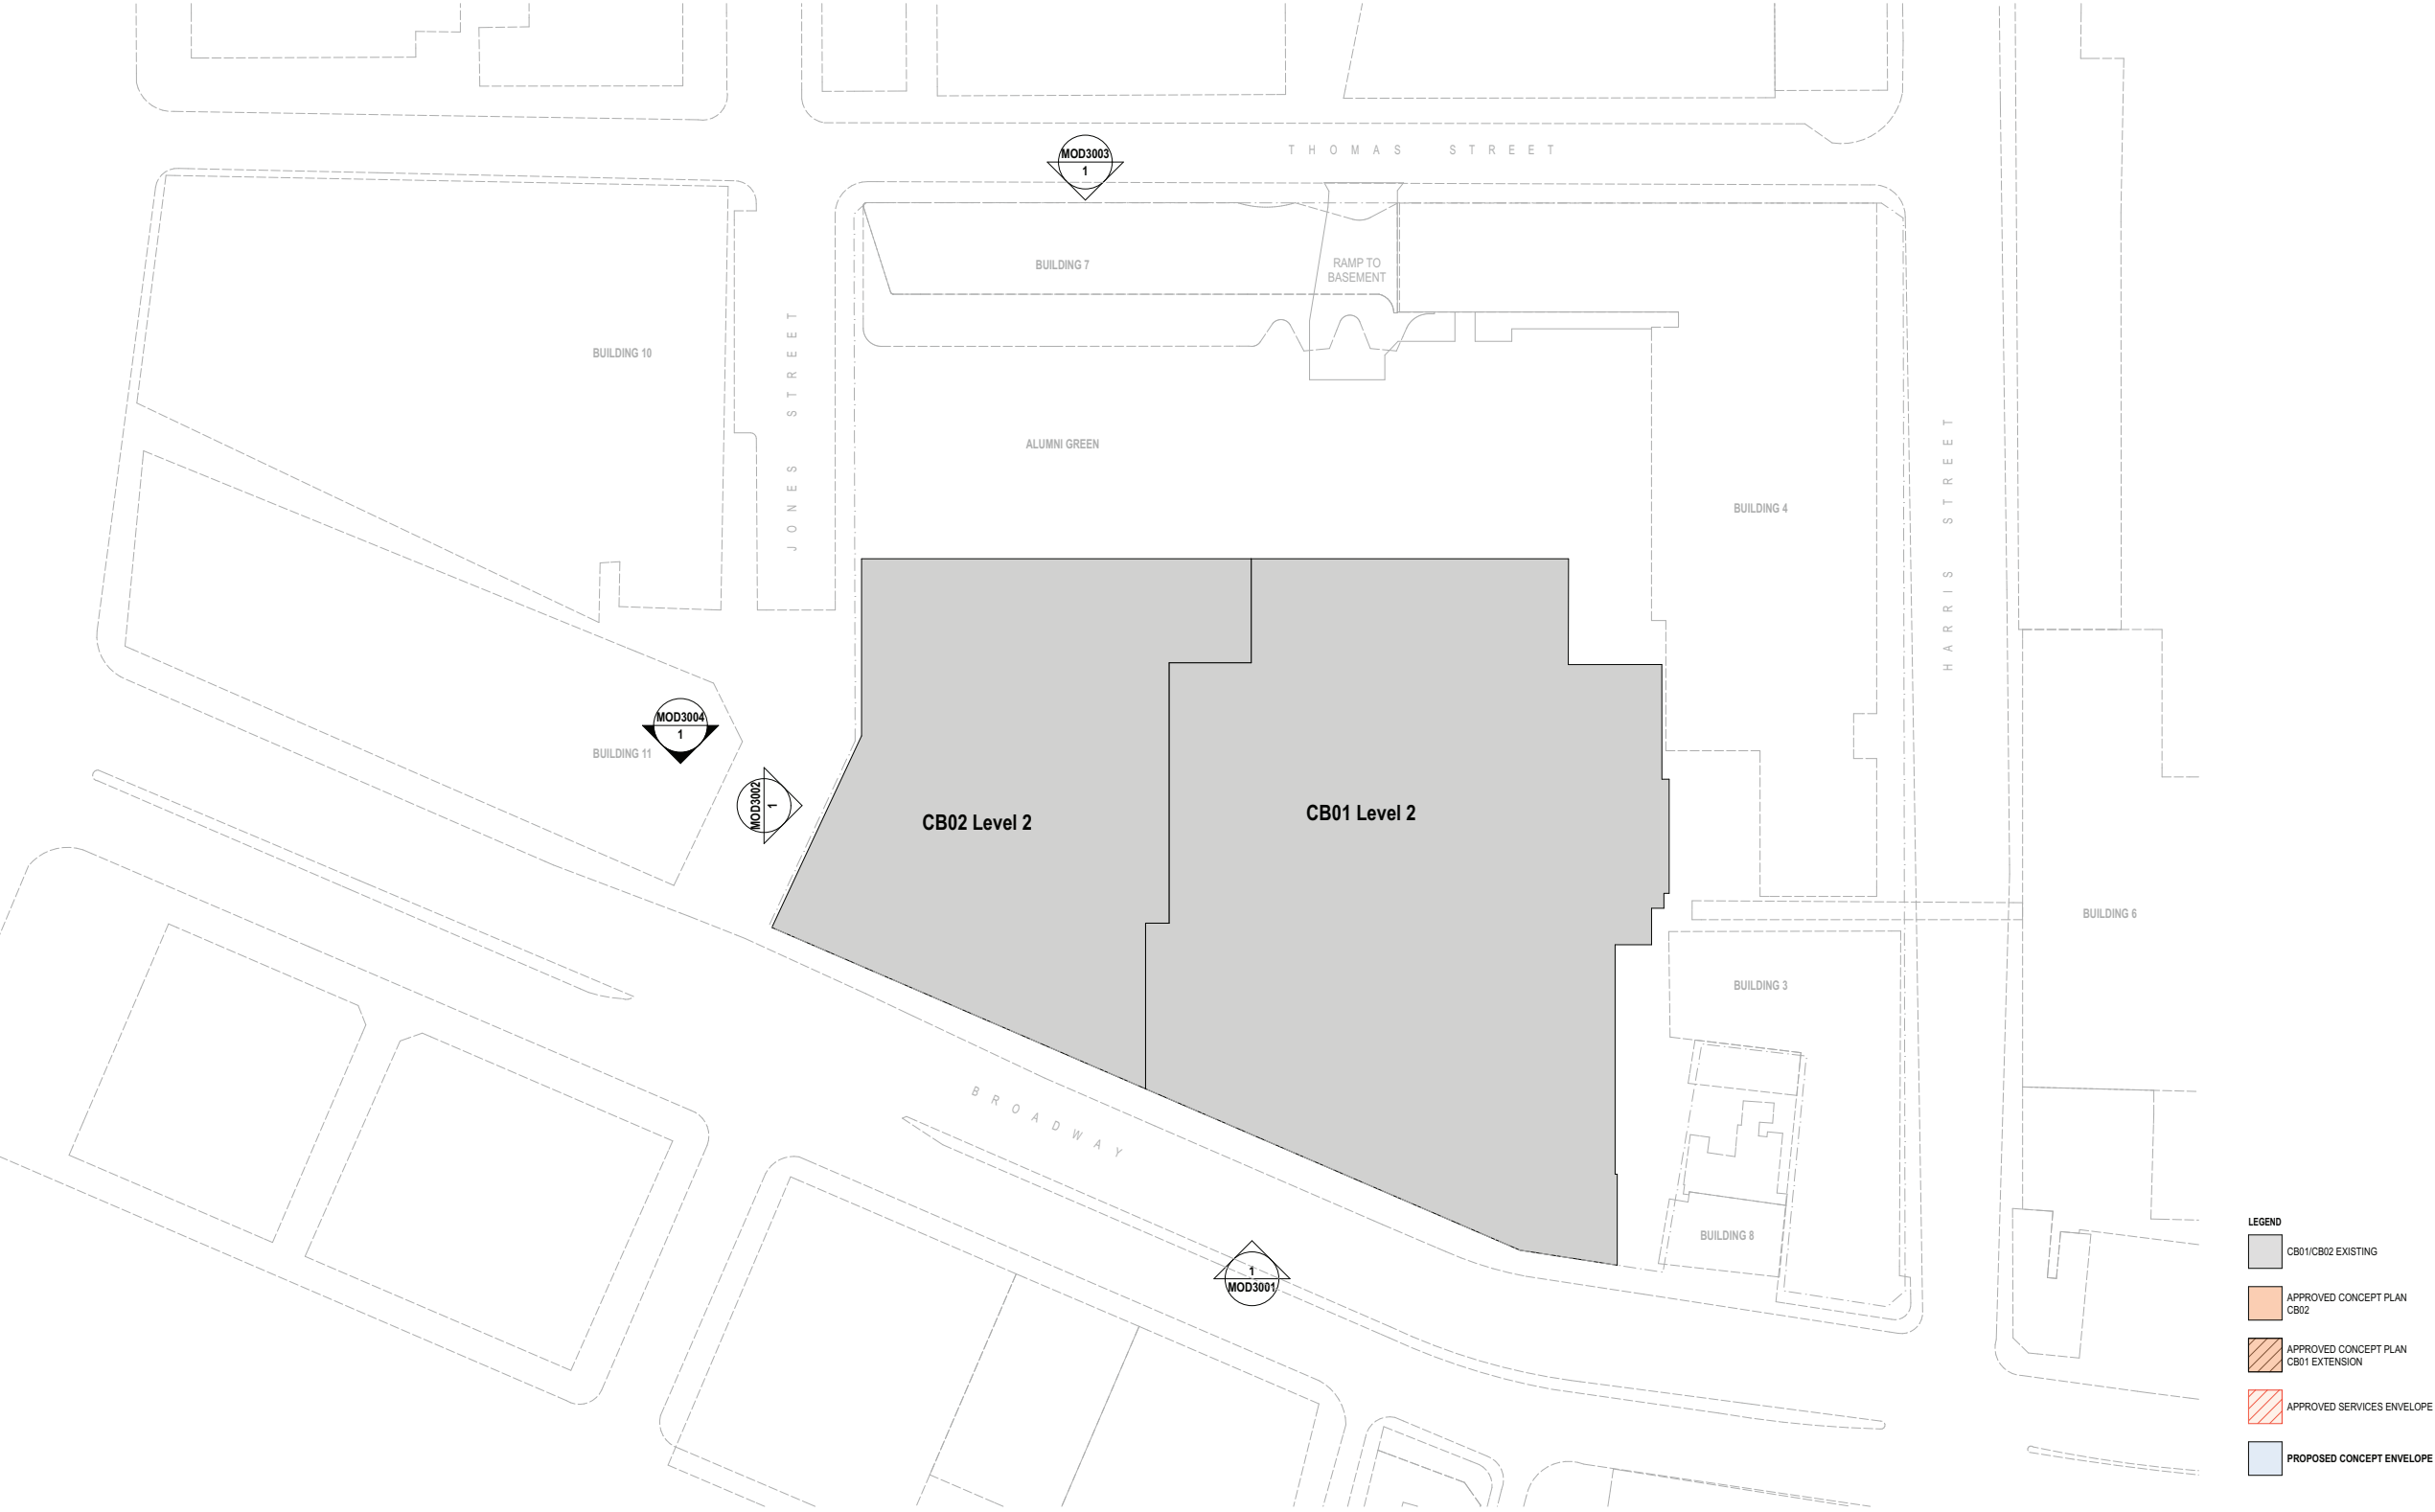 THOMAS STREET
MOD3003
1
BUILDING 7
RAMP TO
BASEMENT
BUILDING 10
JONES STREET
ALUMNI GREEN
HARRIS STREET
BUILDING 4
MOD3004
1
BUILDING 11
MOD3002
1
CB02 Level 2
CB01 Level 2
BUILDING 6
BUILDING 3
BROADWAY
BUILDING 8
1
MOD3001
LEGEND
CB01/CB02 EXISTING
APPROVED CONCEPT PLAN
CB02
APPROVED CONCEPT PLAN
CB01 EXTENSION
APPROVED SERVICES ENVELOPE
PROPOSED CONCEPT ENVELOPE